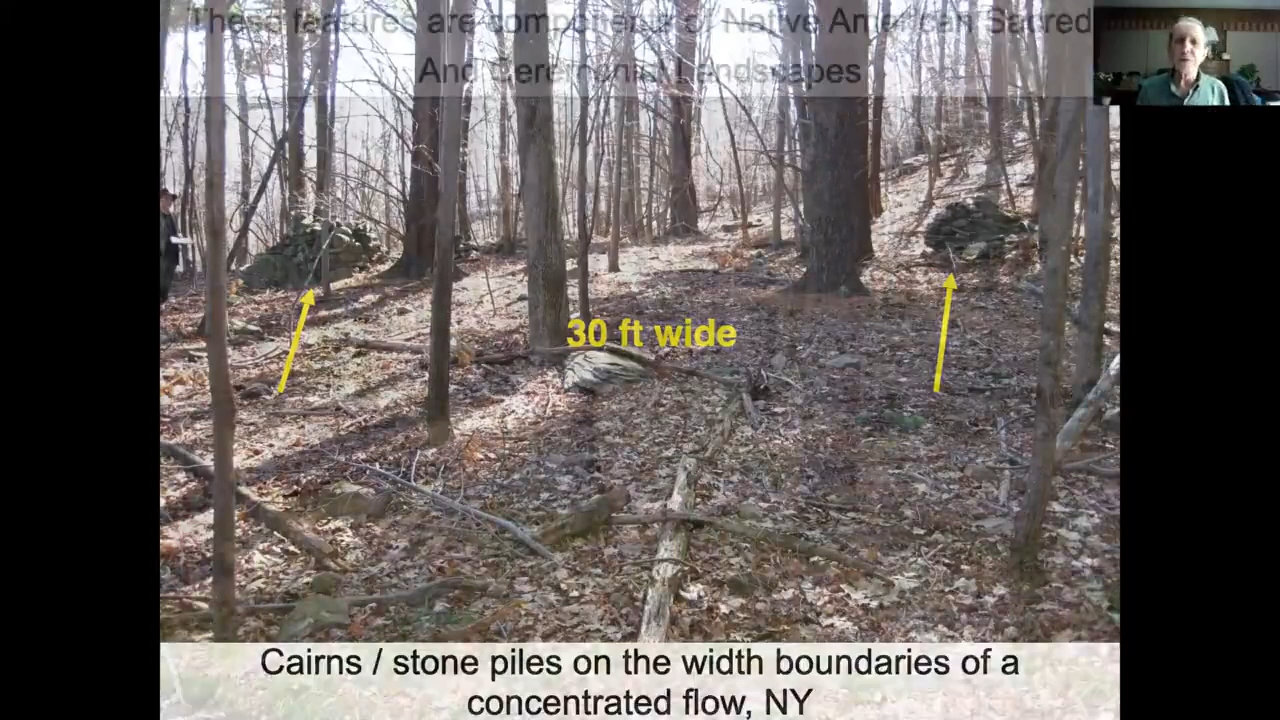 These features are components of Native American Sacred
And Ceremonial Landscapes
30 ft wide
Cairns / stone piles on the width boundaries of a
concentrated flow, NY